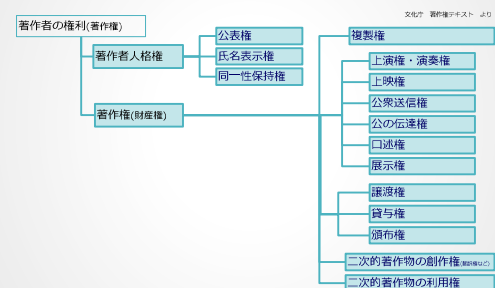 文化庁 著作権テキスト より
著作者の権利(著作権)
著作者人格権
公表権
氏名表示権
同一性保持権
著作権(財産権)
複製権
上演権・演奏権
上映権
公衆送信権
公の伝達権
口述権
展示権
譲渡権
貸与権
頒布権
二次的著作物の創作権(翻訳権など)
二次的著作物の利用権